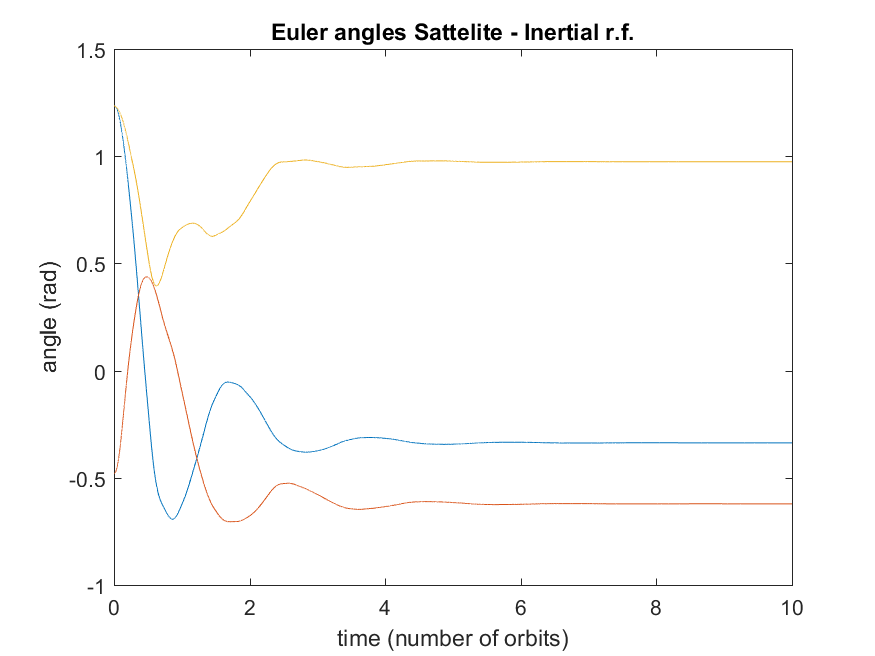 Euler angles Sattelite - Inertial r.f.
1.5
1
0.5
0
-0.5
-1
angle (rad)
0 2 4 6 8 10
time (number of orbits)